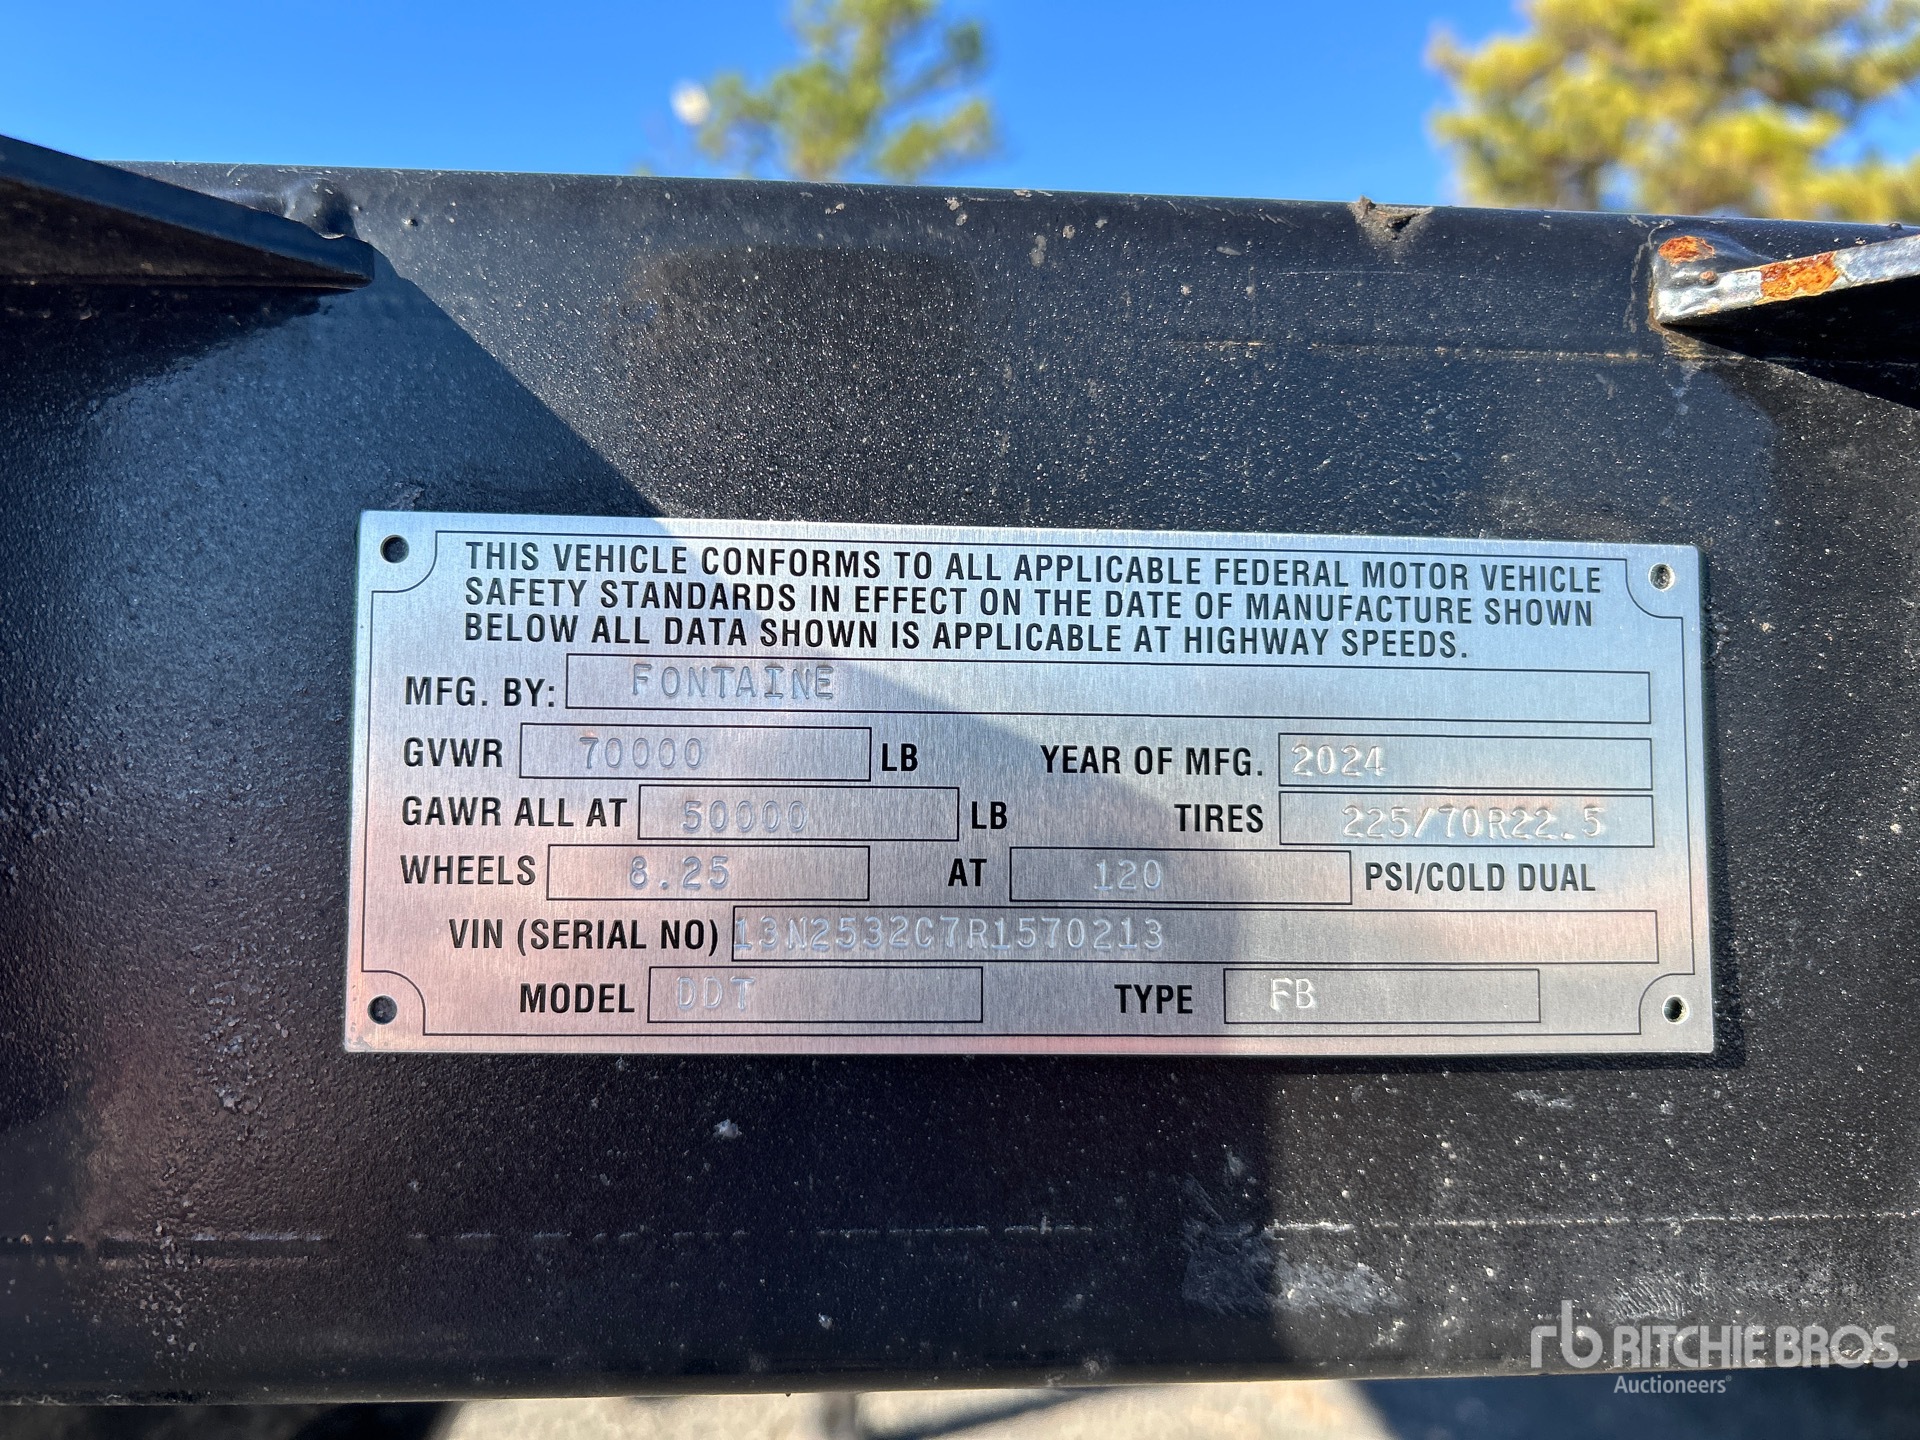 THIS VEHICLE CONFORMS TO ALL APPLICABLE FEDERAL MOTOR VEHICLE
SAFETY STANDARDS IN EFFECT ON THE DATE OF MANUFACTURE SHOWN
BELOW ALL DATA SHOWN IS APPLICABLE AT HIGHWAY SPEEDS.
MFG. BY: FONTAINE
GVWR 70000 LB YEAR OF MFG. 2024
GAWR ALL AT 50000 LB TIRES 225/70R22.5
WHEELS 8.25 AT 120 PSI/COLD DUAL
VIN (SERIAL NO) 13N2532C7R1570213
MODEL DDT TYPE FB
rb RITCHIE BROS.
Auctioneers